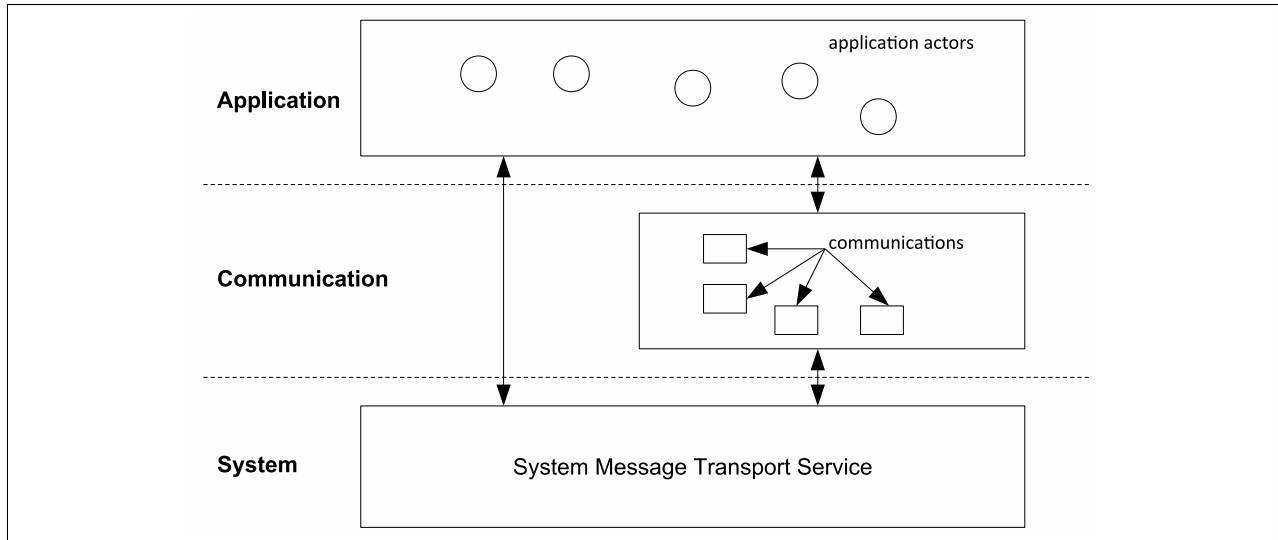 application actors
Application
communications
Communication
System
System Message Transport Service